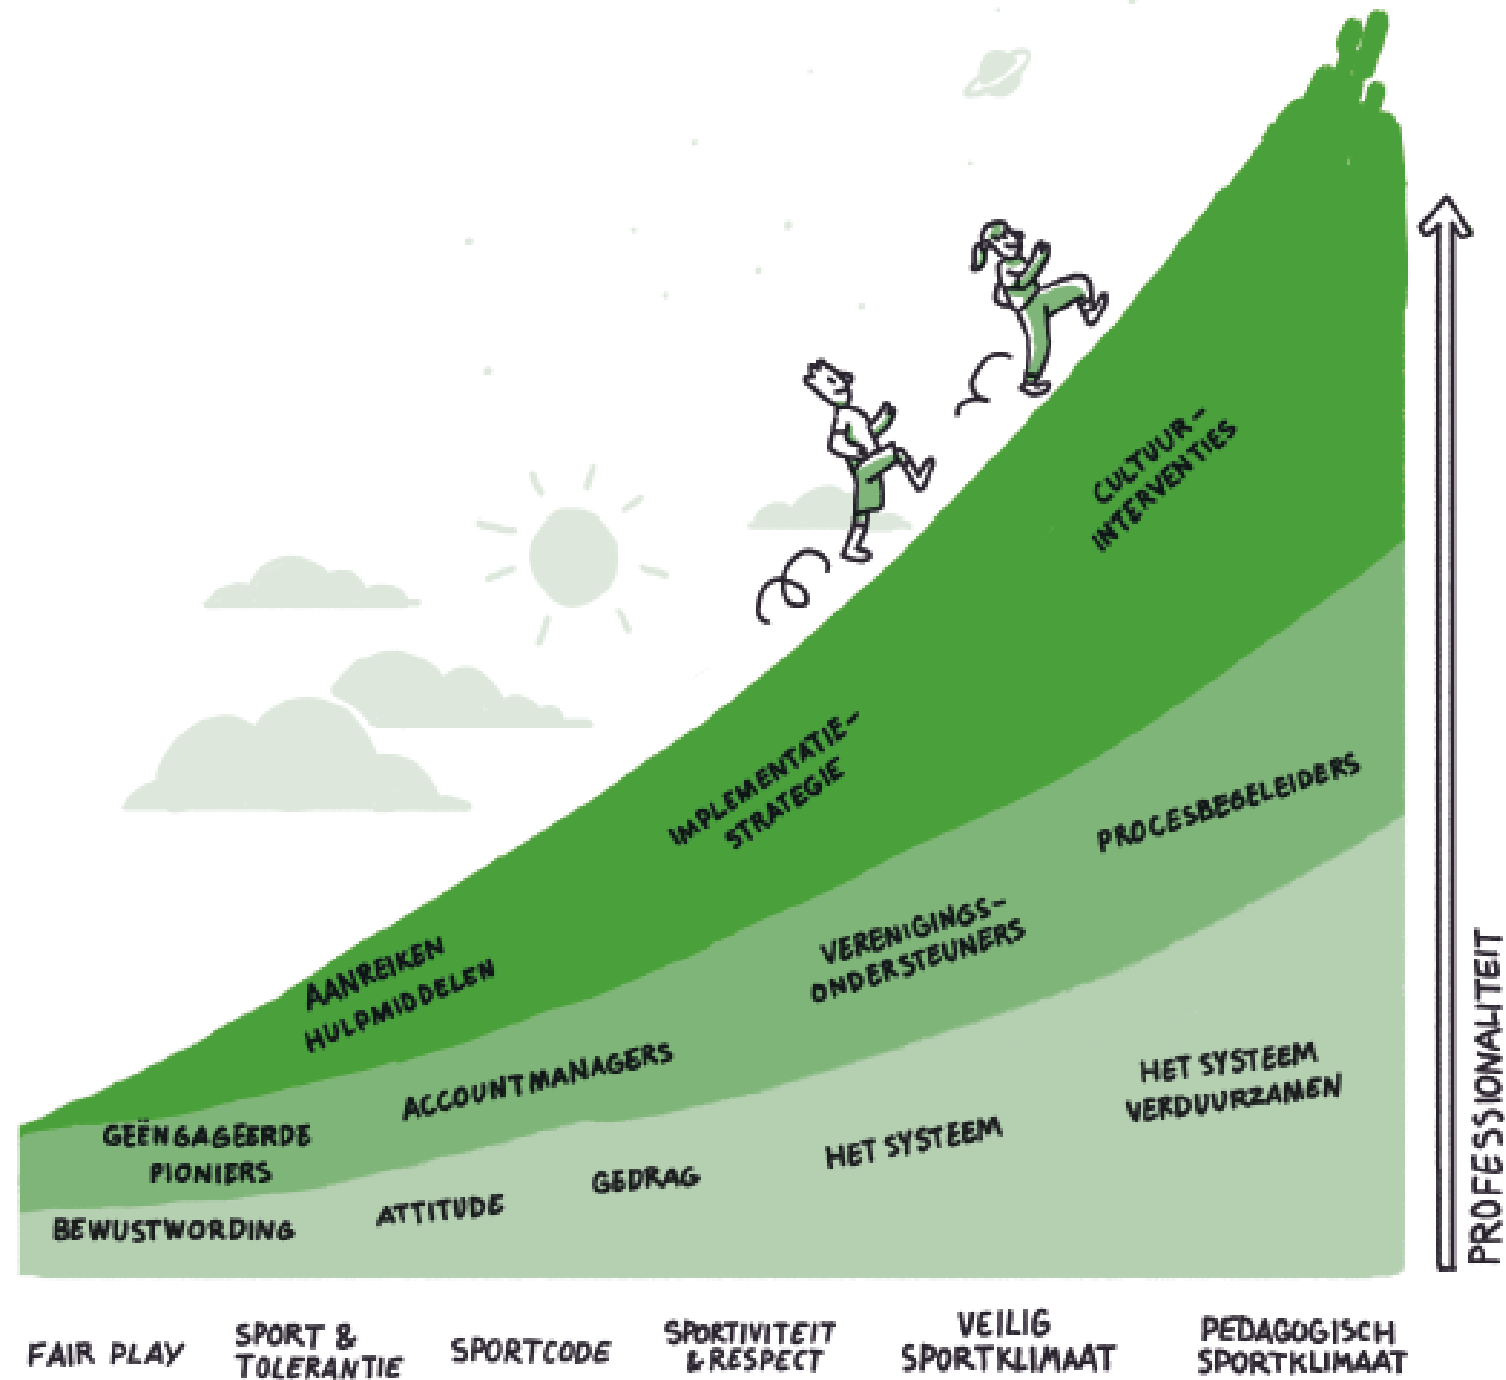 CULTUUR-
INTERVENTIES
IMPLEMENTATIE-
STRATEGIE
AANREIKEN
HULPMIDDELEN
PROCESBEGELEIDERS
VERENIGINGS-
ONDERSTEUNERS
ACCOUNTMANAGERS
GEËNGAGEERDE
PIONIERS
HET SYSTEEM
VERDUURZAMEN
HET SYSTEEM
GEDRAG
ATTITUDE
BEWUSTWORDING
PROFESSIONALITEIT
FAIR PLAY
SPORT &
TOLERANTIE
SPORTCODE
SPORTIVITEIT
& RESPECT
VEILIG
SPORTKLIMAAT
PEDAGOGISCH
SPORTKLIMAAT